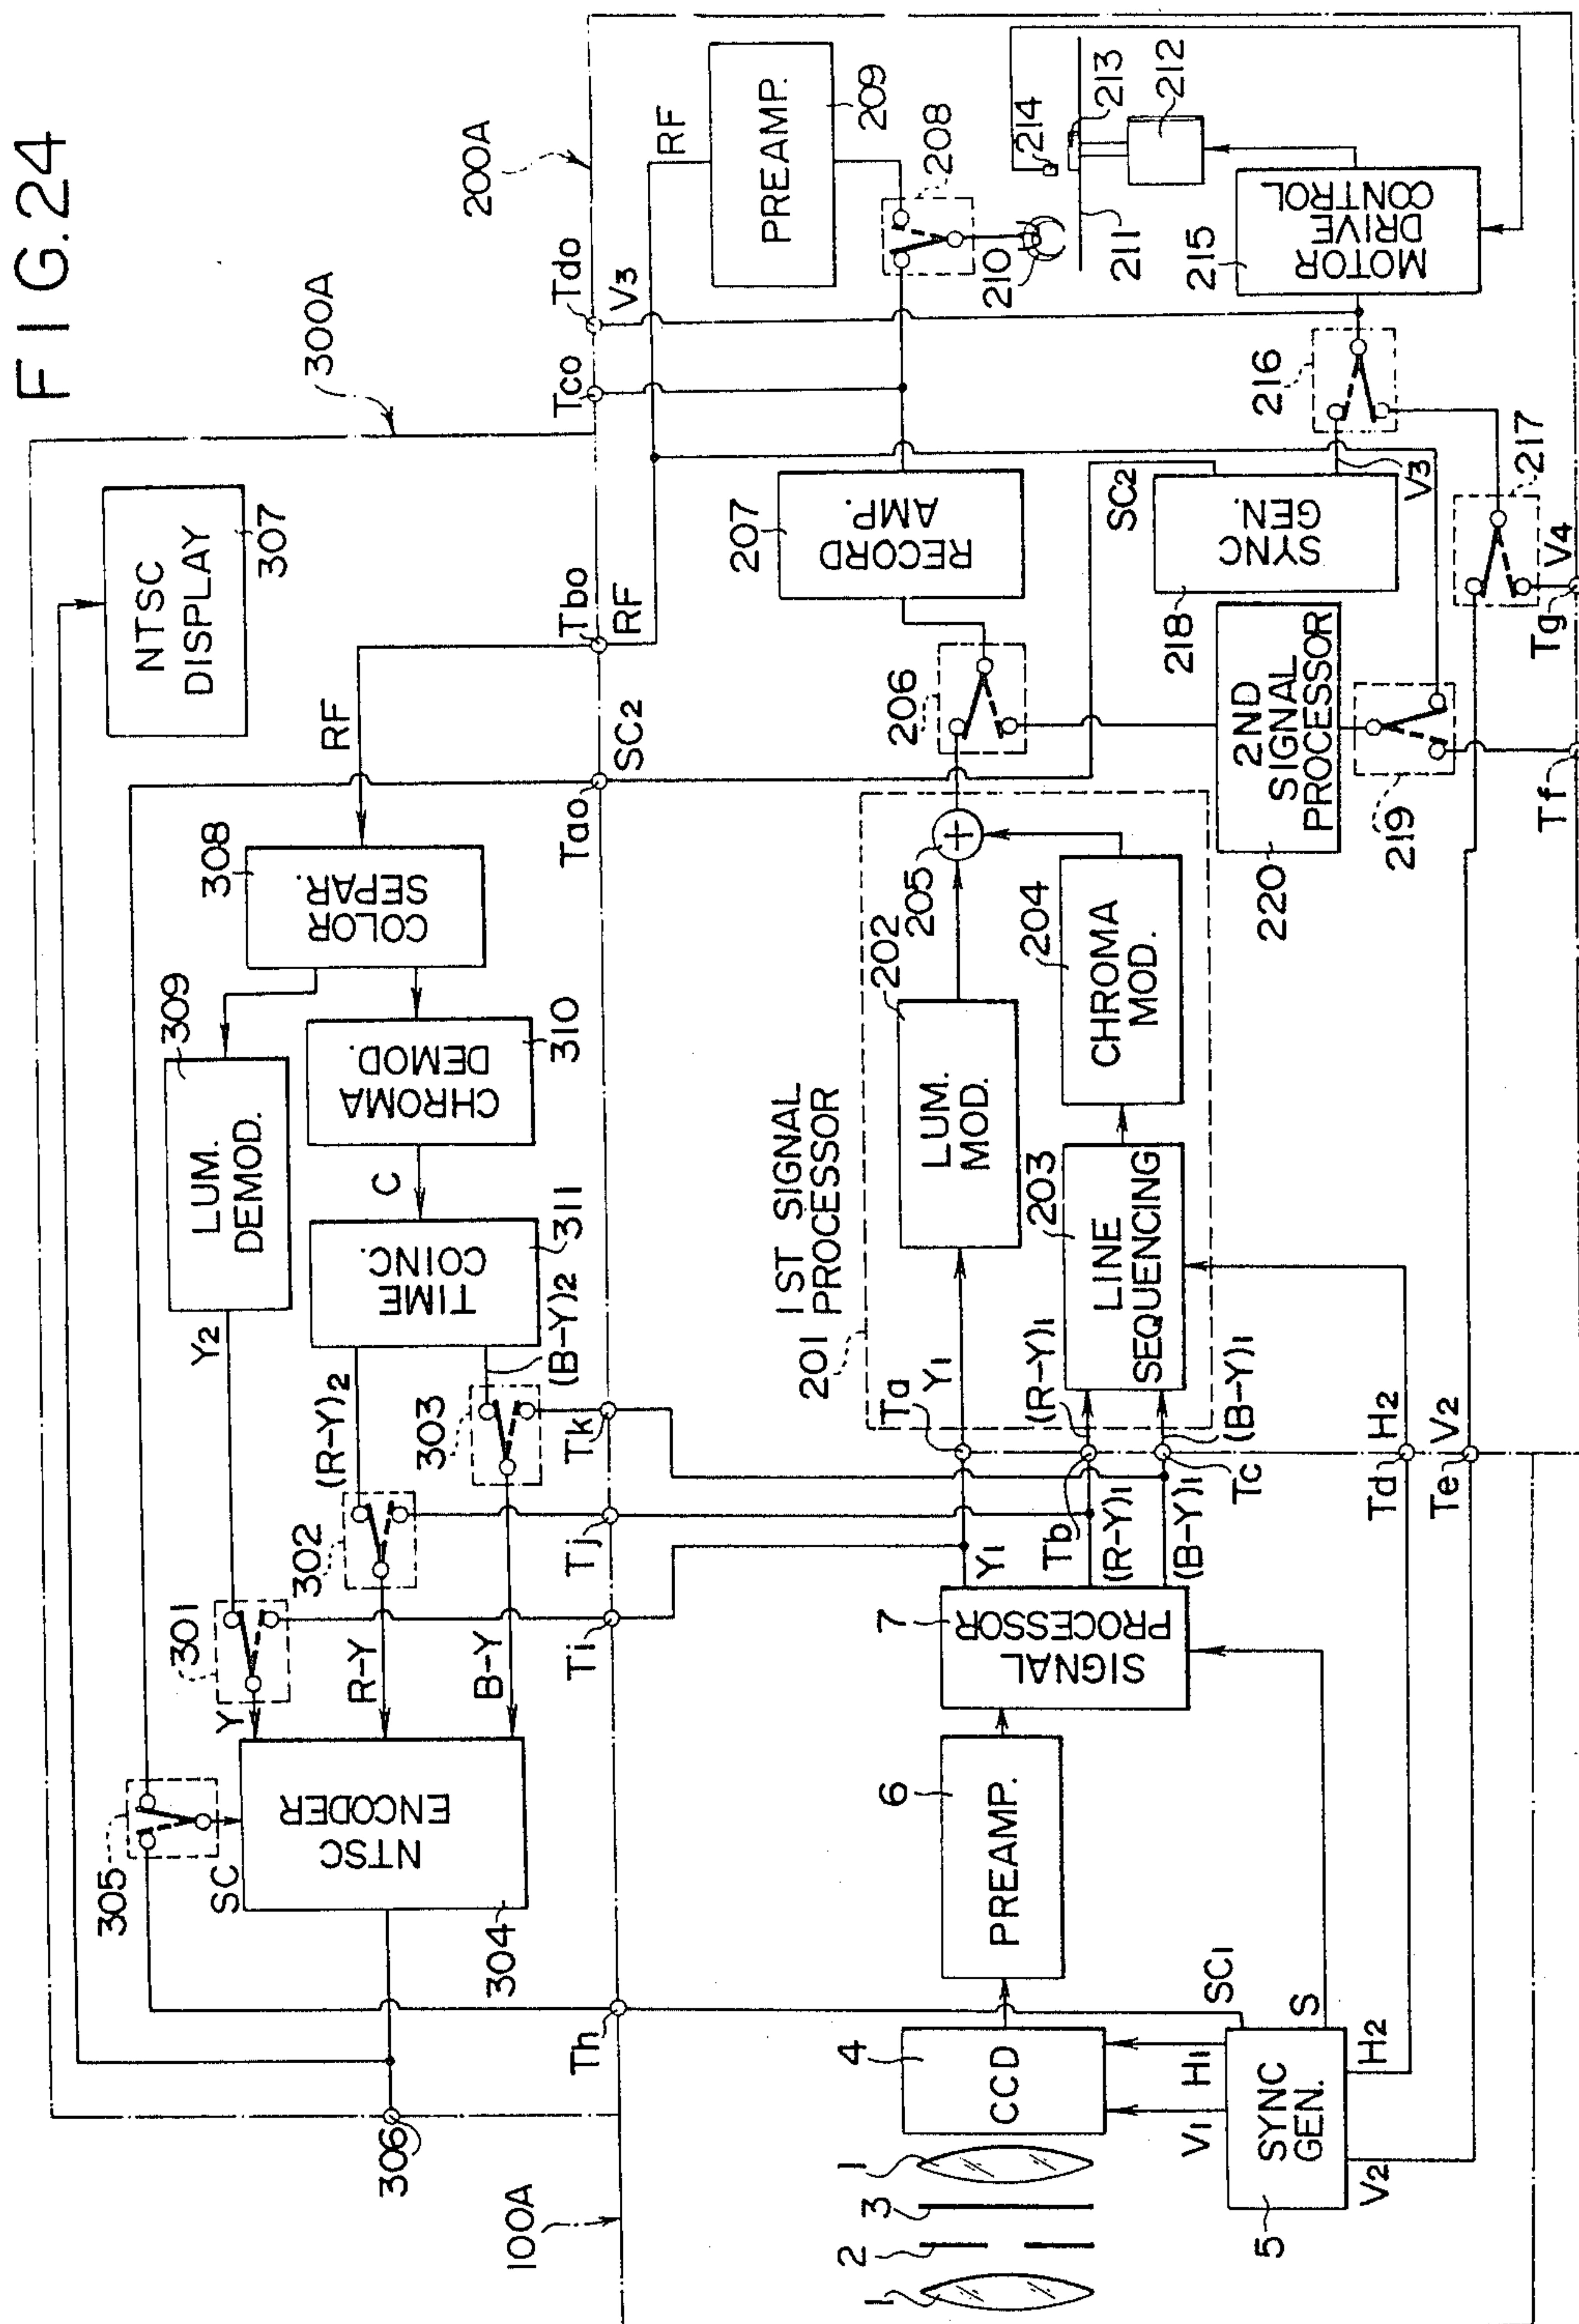 FIG.24
300A
200A
100A
NTSC
DISPLAY
307
RF
COLOR
SEPAR.
308
LUM.
DEMOD.
309
CHROMA
DEMOD.
310
C
TIME
COINC.
311
Y2
(R-Y)2
(B-Y)2
301
302
303
Y
R-Y
B-Y
SC
305
NTSC
ENCODER
304
306
Th
Ti
Tj
Tk
Tao
SC2
Tbo
RF
Tco
Tdo
V3
RF
PREAMP.
209
208
210
211
212
213
214
MOTOR
DRIVE
CONTROL
215
216
217
RECORD
AMP.
207
206
SC2
SYNC
GEN.
218
V3
2ND
SIGNAL
PROCESSOR
220
219
Tf
Tg
V4
1ST SIGNAL
PROCESSOR
201
LUM.
MOD.
202
LINE
SEQUENCING
203
CHROMA
MOD.
204
205
Ta
Y1
(R-Y)1
(B-Y)1
Tb
Tc
Td
H2
Te
V2
Y1
(R-Y)1
(B-Y)1
SIGNAL
PROCESSOR
7
PREAMP.
6
CCD
4
SYNC
GEN.
5
V1
H1
SC1
S
H2
V2
1
2
3
1